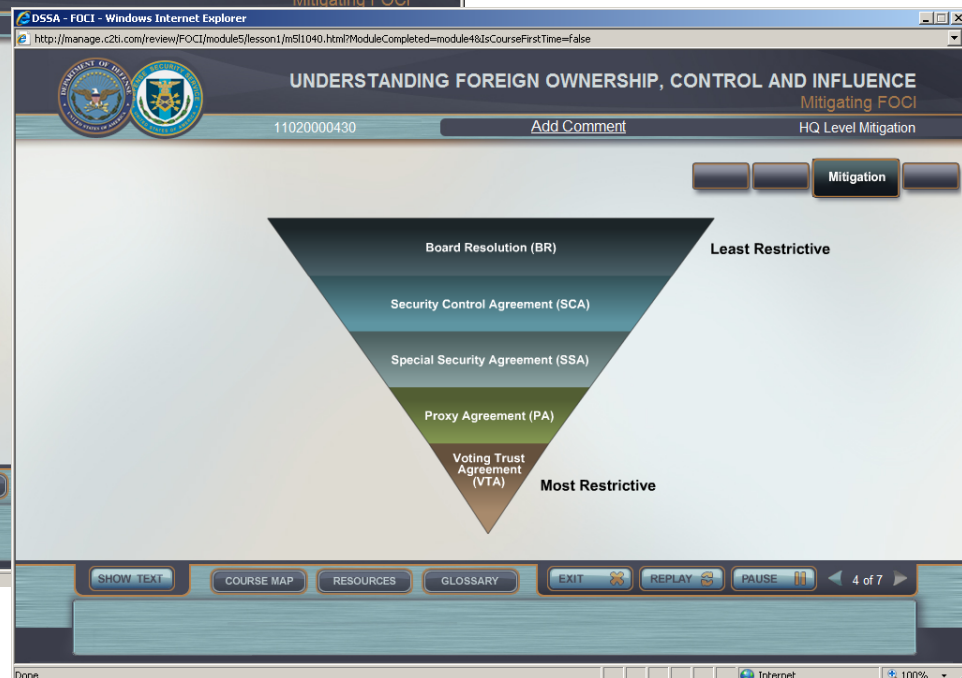 Mitigating FOCI
DSSA - FOCI - Windows Internet Explorer
http://manage.c2ti.com/review/FOCI/module5/lesson1/m5l1040.html?ModuleCompleted=module4&IsCourseFirstTime=false
UNDERSTANDING FOREIGN OWNERSHIP, CONTROL AND INFLUENCE
Mitigating FOCI
11020000430
Add Comment
HQ Level Mitigation
Mitigation
Board Resolution (BR)
Least Restrictive
Security Control Agreement (SCA)
Special Security Agreement (SSA)
Proxy Agreement (PA)
Voting Trust
Agreement
(VTA)
Most Restrictive
SHOW TEXT
COURSE MAP
RESOURCES
GLOSSARY
EXIT
REPLAY
PAUSE
4 of 7
Done
Internet
100%